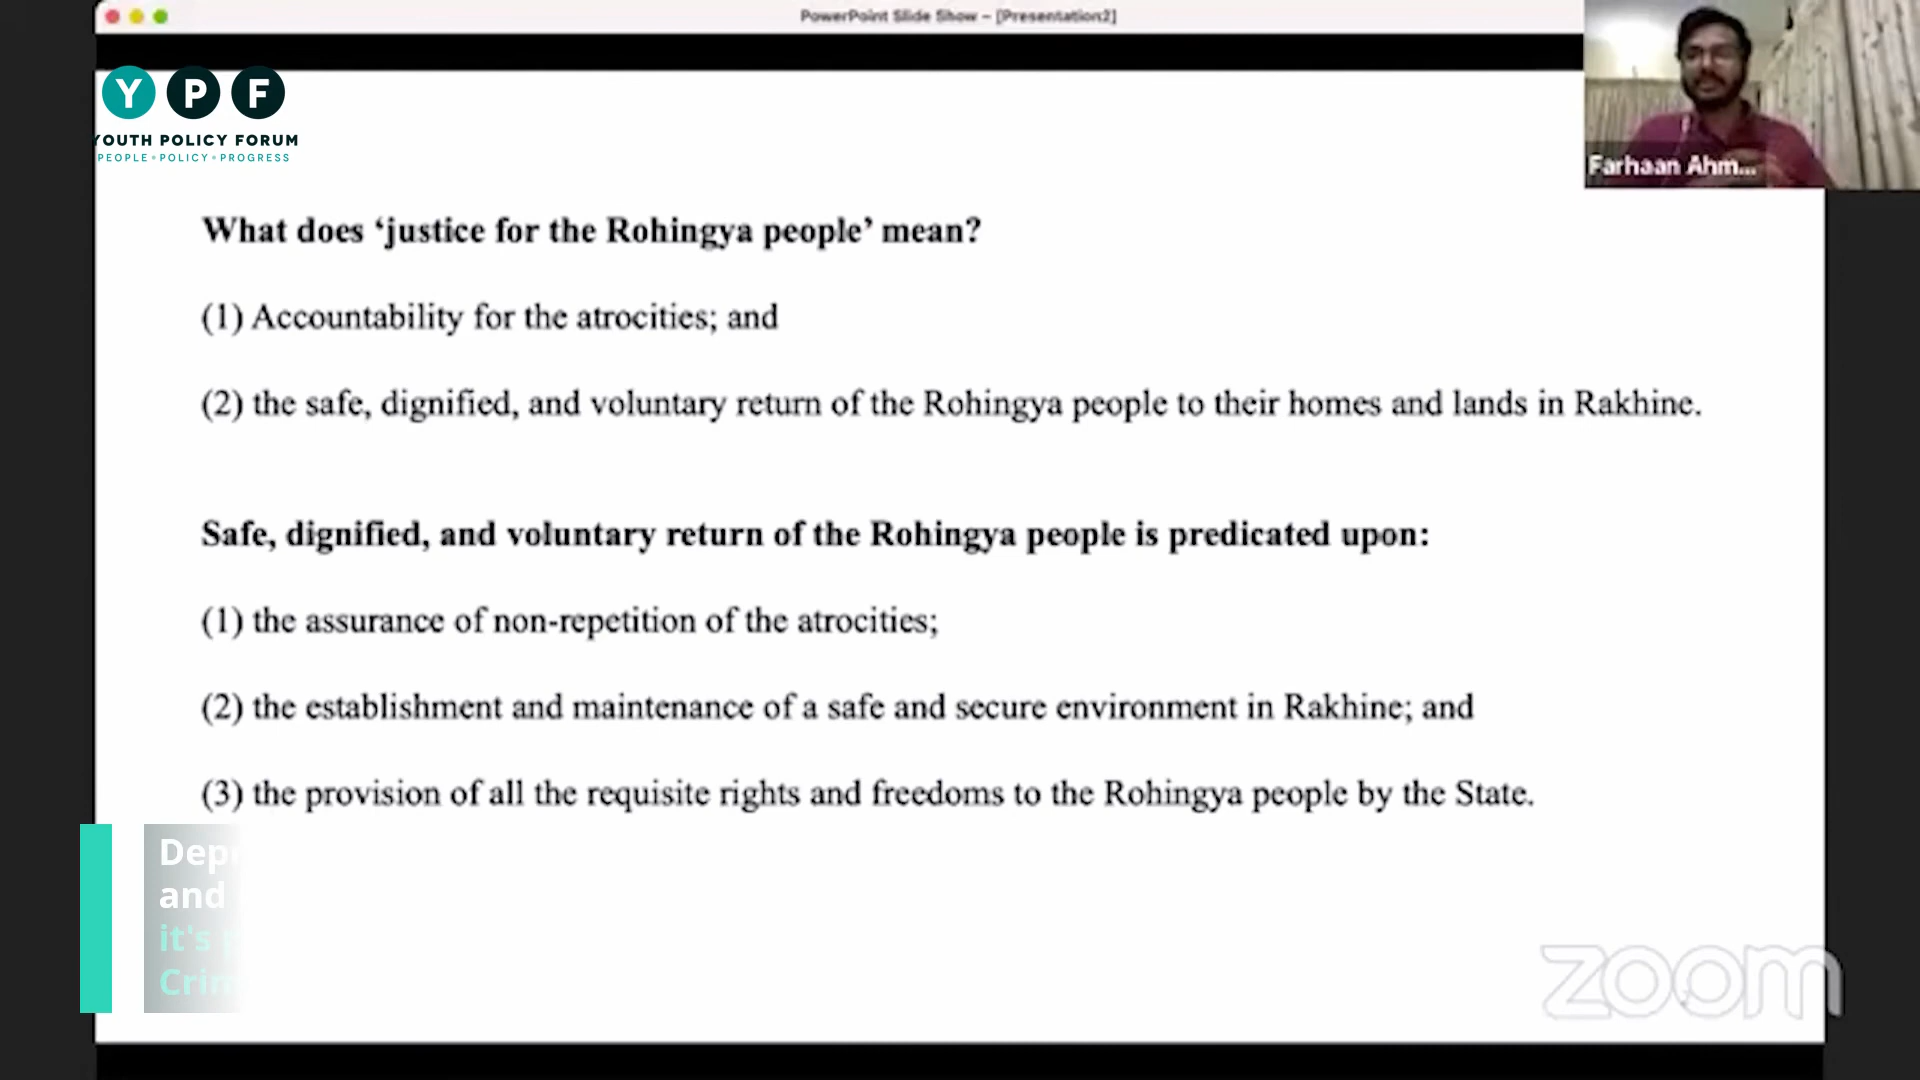 PowerPoint Slide Show – [Presentation2]
Y P F
YOUTH POLICY FORUM
PEOPLE • POLICY • PROGRESS
Farhaan Ahm...
What does ‘justice for the Rohingya people’ mean?
(1) Accountability for the atrocities; and
(2) the safe, dignified, and voluntary return of the Rohingya people to their homes and lands in Rakhine.
Safe, dignified, and voluntary return of the Rohingya people is predicated upon:
(1) the assurance of non-repetition of the atrocities;
(2) the establishment and maintenance of a safe and secure environment in Rakhine; and
(3) the provision of all the requisite rights and freedoms to the Rohingya people by the State.
and
it's
zoom